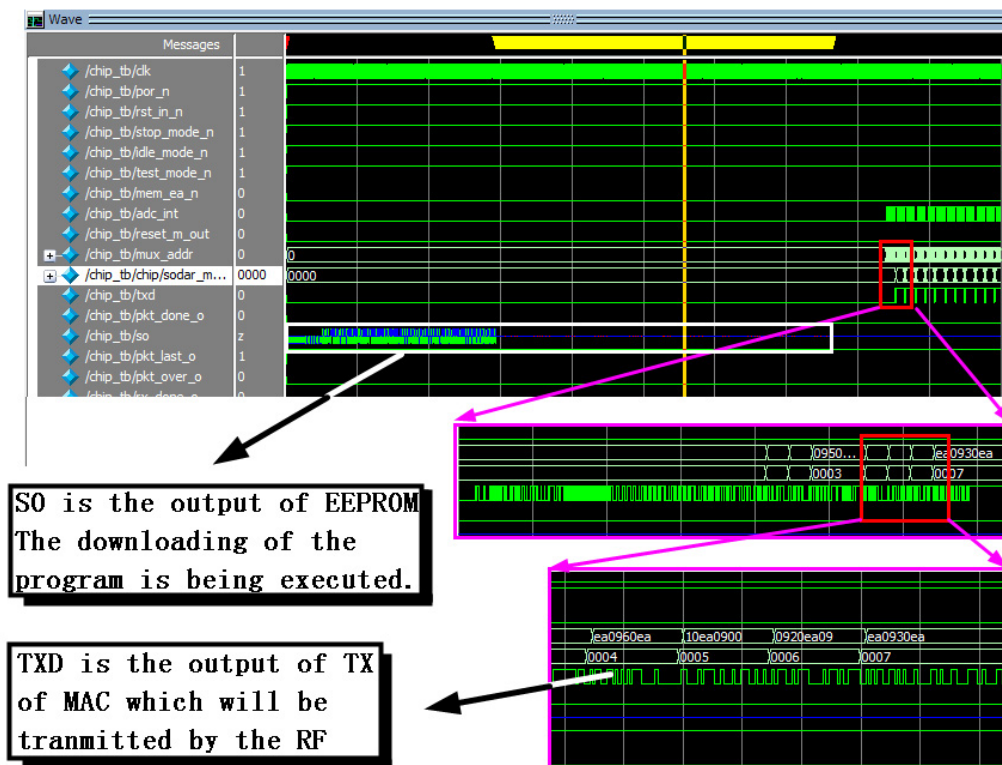 Wave
Messages
/chip_tb/clk 1
/chip_tb/por_n 1
/chip_tb/rst_in_n 1
/chip_tb/stop_mode_n 1
/chip_tb/idle_mode_n 1
/chip_tb/test_mode_n 1
/chip_tb/mem_ea_n 0
/chip_tb/adc_int 0
/chip_tb/reset_m_out 0
/chip_tb/mux_addr 0 0
/chip_tb/chip/sodar_m... 0000 0000
/chip_tb/txd 0
/chip_tb/pkt_done_o 0
/chip_tb/so z
/chip_tb/pkt_last_o 1
/chip_tb/pkt_over_o 0
0950... ea0930ea
0003 0007
SO is the output of EEPROM
The downloading of the
program is being executed.
ea0960ea 10ea0900 0920ea09 ea0930ea
0004 0005 0006 0007
TXD is the output of TX
of MAC which will be
tranmitted by the RF